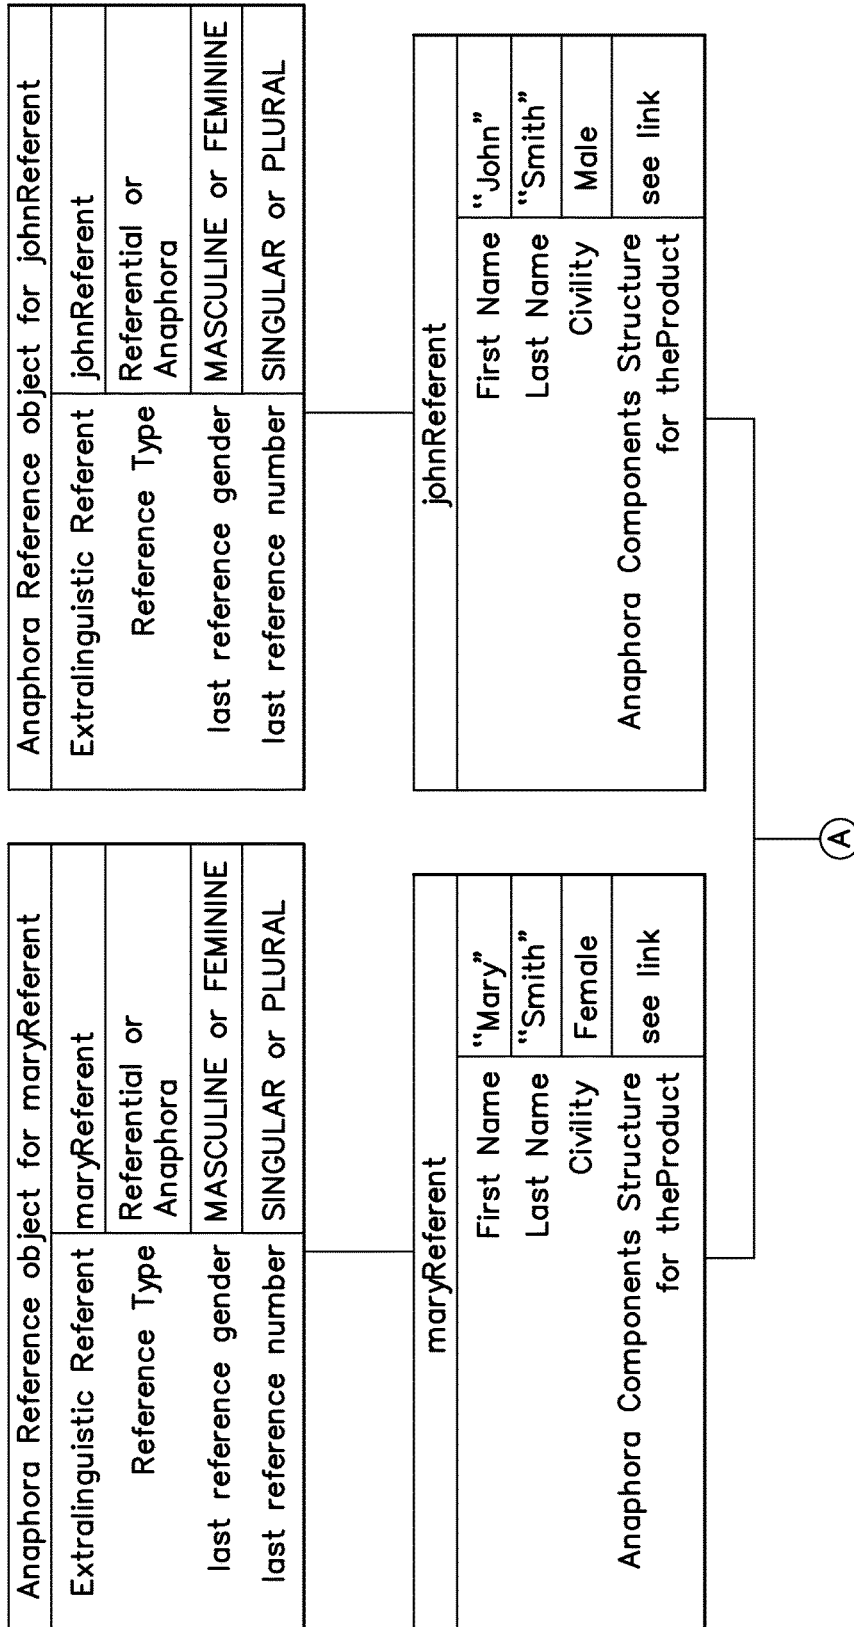 Anaphora Reference object for maryReferent
Extralinguistic Referent maryReferent
Reference Type Referential or
Anaphora
last reference gender MASCULINE or FEMININE
last reference number SINGULAR or PLURAL
maryReferent
First Name “Mary”
Last Name “Smith”
Civility Female
Anaphora Components Structure
for theProduct
see link
Anaphora Reference object for johnReferent
Extralinguistic Referent johnReferent
Reference Type Referential or
Anaphora
last reference gender MASCULINE or FEMININE
last reference number SINGULAR or PLURAL
johnReferent
First Name “John”
Last Name “Smith”
Civility Male
Anaphora Components Structure
for theProduct
see link
A